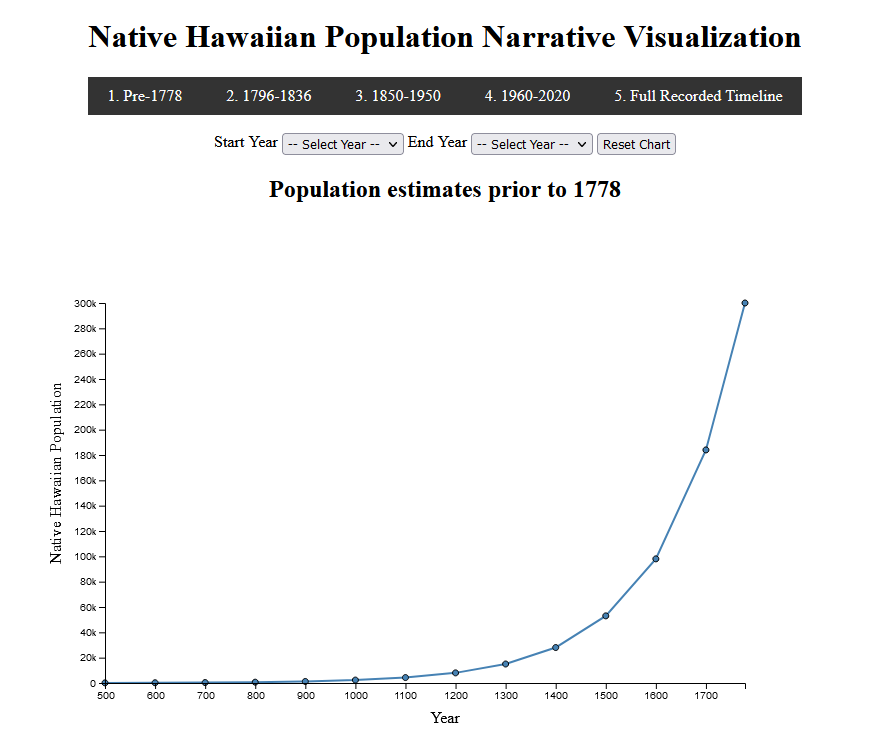 Native Hawaiian Population Narrative Visualization
1. Pre-1778 2. 1796-1836 3. 1850-1950 4. 1960-2020 5. Full Recorded Timeline
Start Year -- Select Year -- End Year -- Select Year -- Reset Chart
Population estimates prior to 1778
300k
280k
260k
240k
220k
200k
180k
160k
140k
120k
100k
80k
60k
40k
20k
0
Native Hawaiian Population
500 600 700 800 900 1000 1100 1200 1300 1400 1500 1600 1700
Year